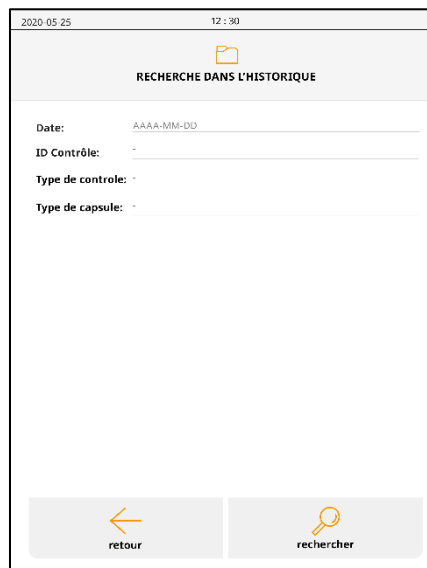 2020-05-25 12 : 30
RECHERCHE DANS L'HISTORIQUE
Date: AAAA-MM-DD
ID Contrôle: -
Type de controle: -
Type de capsule: -
retour rechercher